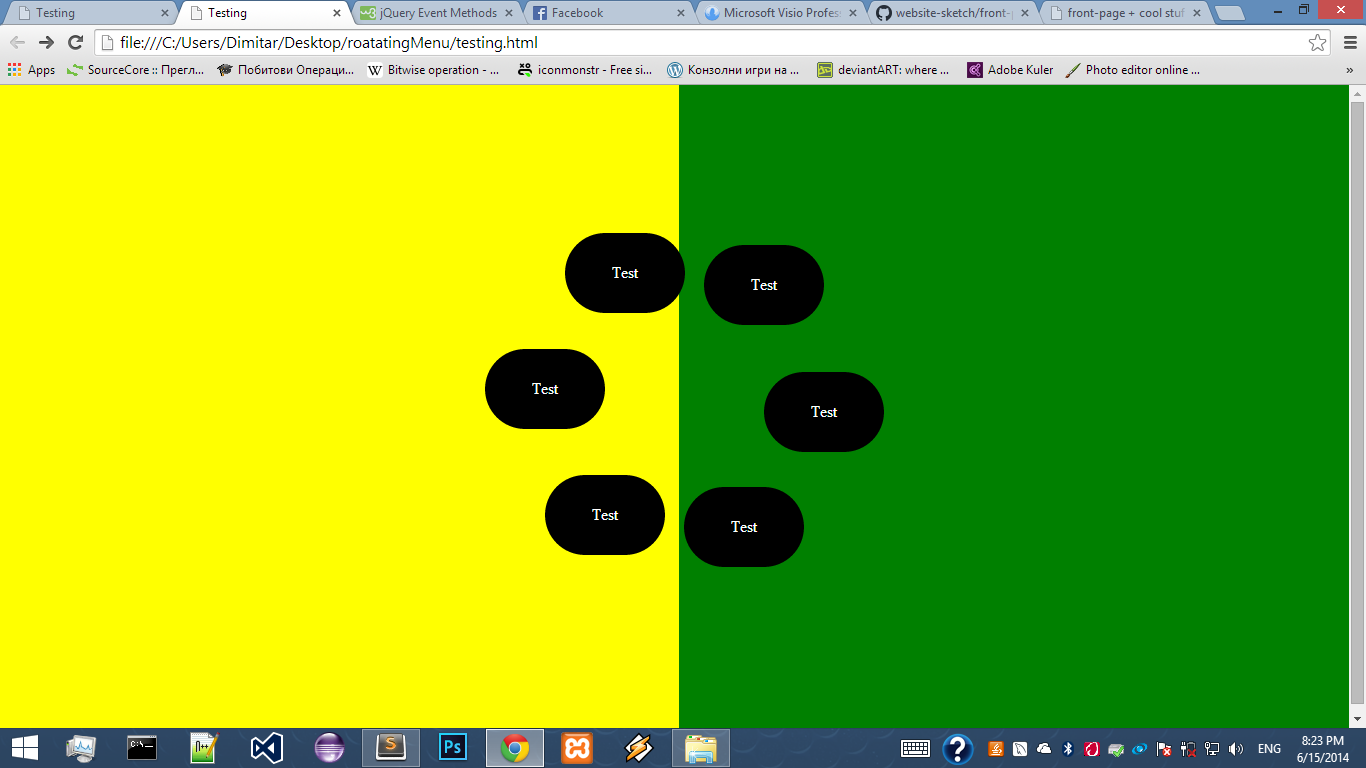 Testing
Testing
jQuery Event Methods
Facebook
Microsoft Visio Profes
website-sketch/front-p
front-page + cool stuf
file:///C:/Users/Dimitar/Desktop/roatatingMenu/testing.html
Apps
SourceCore :: Прегл...
Побитови Операци...
W Bitwise operation - ...
iconmonstr - Free si...
Конзолни игри на ...
deviantART: where ...
Adobe Kuler
Photo editor online ...
»
Test
Test
Test
Test
Test
Test
C:\
N++
S
Ps
ENG
8:23 PM
6/15/2014